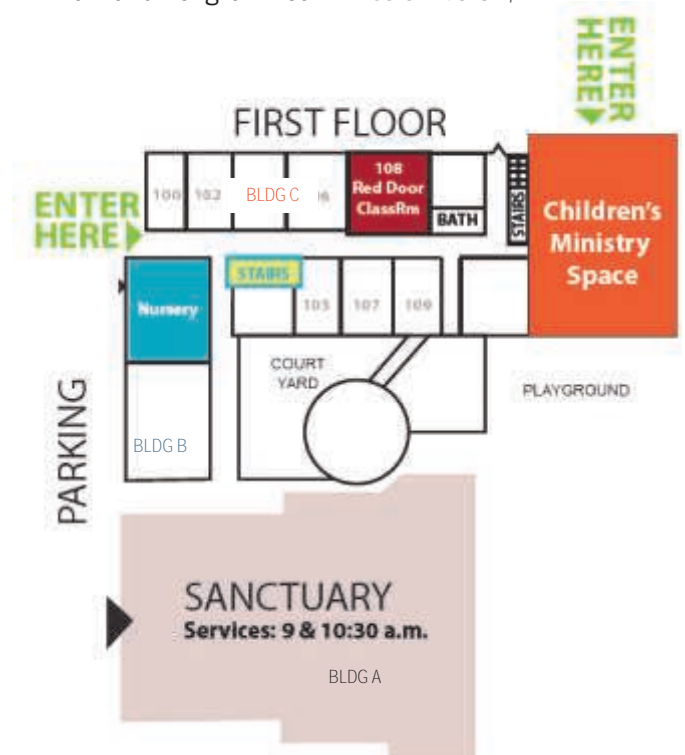 ENTER
HERE
FIRST FLOOR
100
102
BLDG C
108
Red Door
ClassRm
BATH
STAIRS
Children's
Ministry
Space
ENTER
HERE
STAIRS
Nursery
103
107
109
COURT
YARD
PLAYGROUND
PARKING
BLDG B
SANCTUARY
Services: 9 & 10:30 a.m.
BLDG A